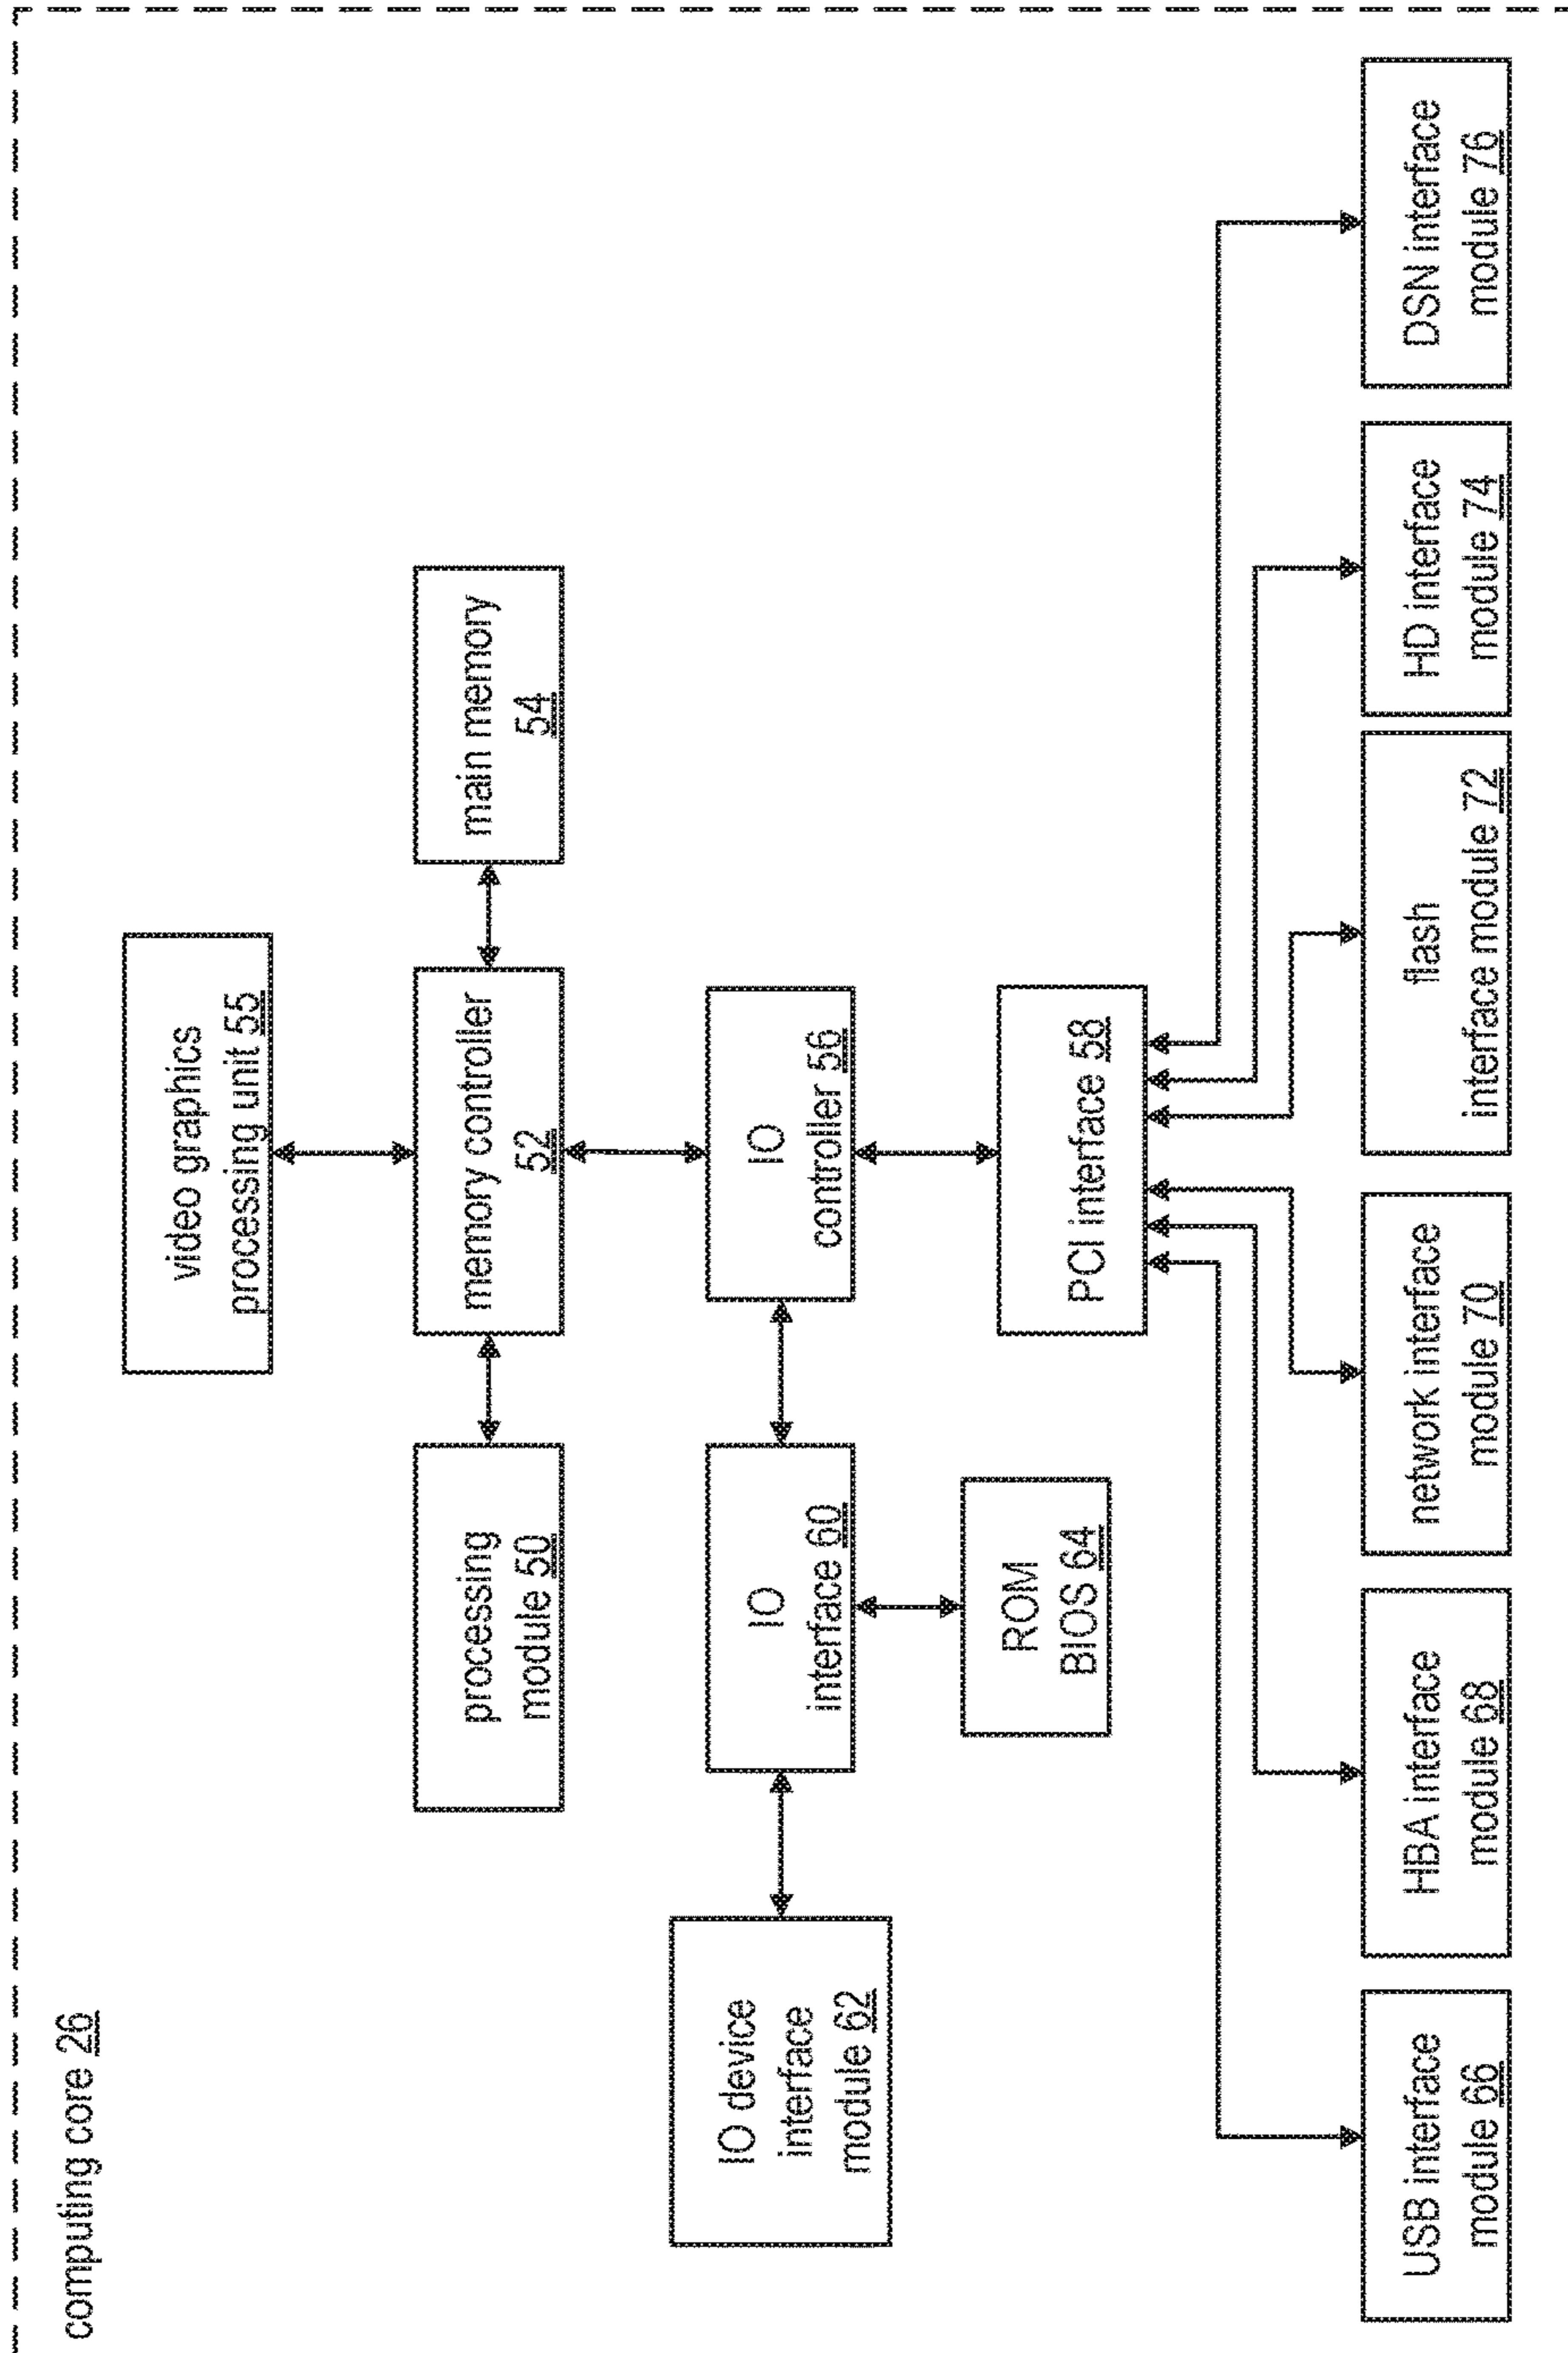 computing core 26
video graphics
processing unit 55
processing
module 50
memory controller
52
main memory
54
IO device
interface
module 62
IO
interface 60
IO
controller 56
ROM
BIOS 64
PCI interface 58
USB interface
module 66
HBA interface
module 68
network interface
module 70
flash
interface module 72
HD interface
module 74
DSN interface
module 76